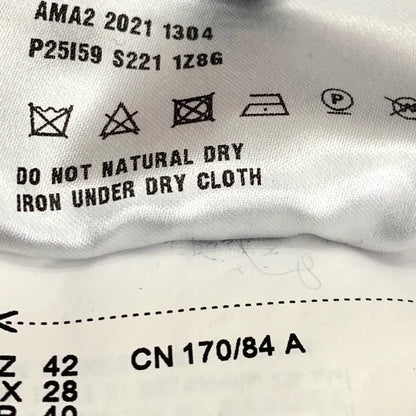 AMA2 2021 1304
P25I59 S221 1Z8G
P
DO NOT NATURAL DRY
IRON UNDER DRY CLOTH
Z 42
CN 170/84 A
X 28
40